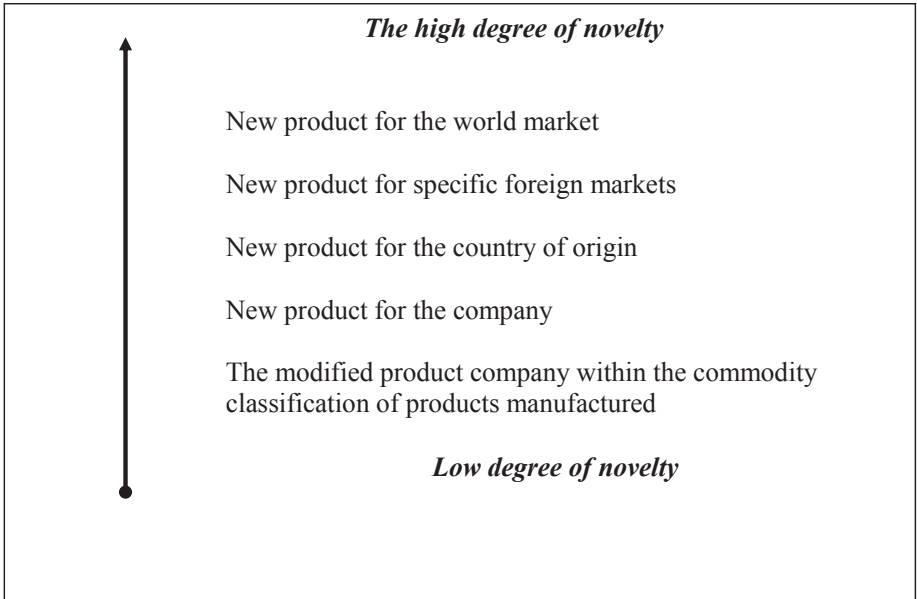 The high degree of novelty
New product for the world market
New product for specific foreign markets
New product for the country of origin
New product for the company
The modified product company within the commodity
classification of products manufactured
Low degree of novelty